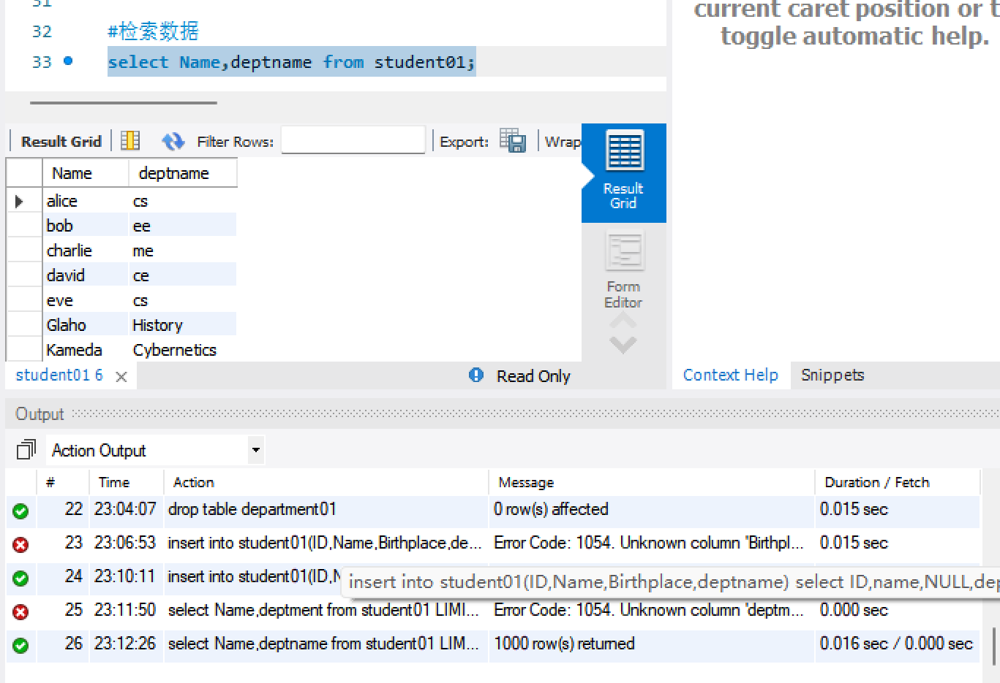 31
current caret position or t
32 #检索数据
toggle automatic help.
33 select Name,deptname from student01;
Result Grid Filter Rows: Export: Wrap
Name deptname
alice cs
bob ee
charlie me
david ce
eve cs
Glaho History
Kameda Cybernetics
Result
Grid
Form
Editor
student01 6 Read Only
Context Help Snippets
Output
Action Output
# Time Action Message Duration / Fetch
22 23:04:07 drop table department01 0 row(s) affected 0.015 sec
23 23:06:53 insert into student01(ID,Name,Birthplace,de... Error Code: 1054. Unknown column 'Birthpl... 0.015 sec
24 23:10:11 insert into student01(ID,N
insert into student01(ID,Name,Birthplace,deptname) select ID,name,NULL,dep
25 23:11:50 select Name,deptment from student01 LIMI... Error Code: 1054. Unknown column 'deptm... 0.000 sec
26 23:12:26 select Name,deptname from student01 LIM... 1000 row(s) returned 0.016 sec / 0.000 sec